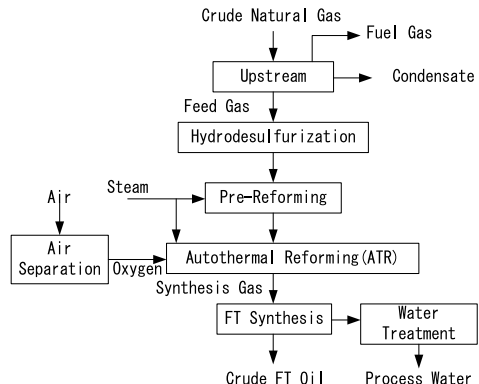 Crude Natural Gas
Fuel Gas
Upstream
Condensate
Feed Gas
Hydrodesulfurization
Steam
Pre-Reforming
Air
Air
Separation
Oxygen
Autothermal Reforming(ATR)
Synthesis Gas
FT Synthesis
Water
Treatment
Crude FT Oil
Process Water